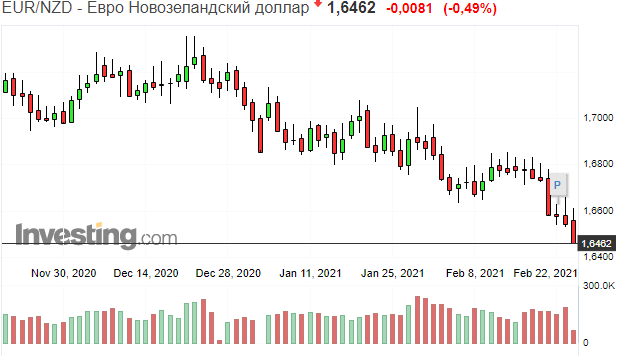 EUR/NZD - Евро Новозеландский доллар 1,6462 -0,0081 (-0,49%)
1,7000
1,6800
P
1,6600
Investing.com
1,6462
1,6400
Nov 30, 2020 Dec 14, 2020 Dec 28, 2020 Jan 11, 2021 Jan 25, 2021 Feb 8, 2021 Feb 22, 2021
300.0K